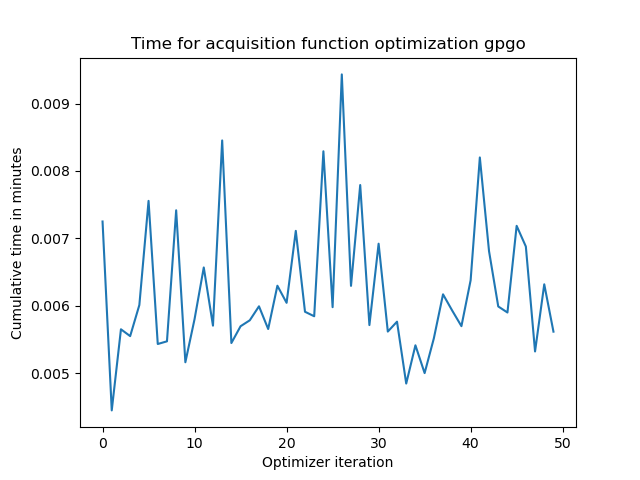 Time for acquisition function optimization gpgo
Cumulative time in minutes
0.009
0.008
0.007
0.006
0.005
0 10 20 30 40 50
Optimizer iteration